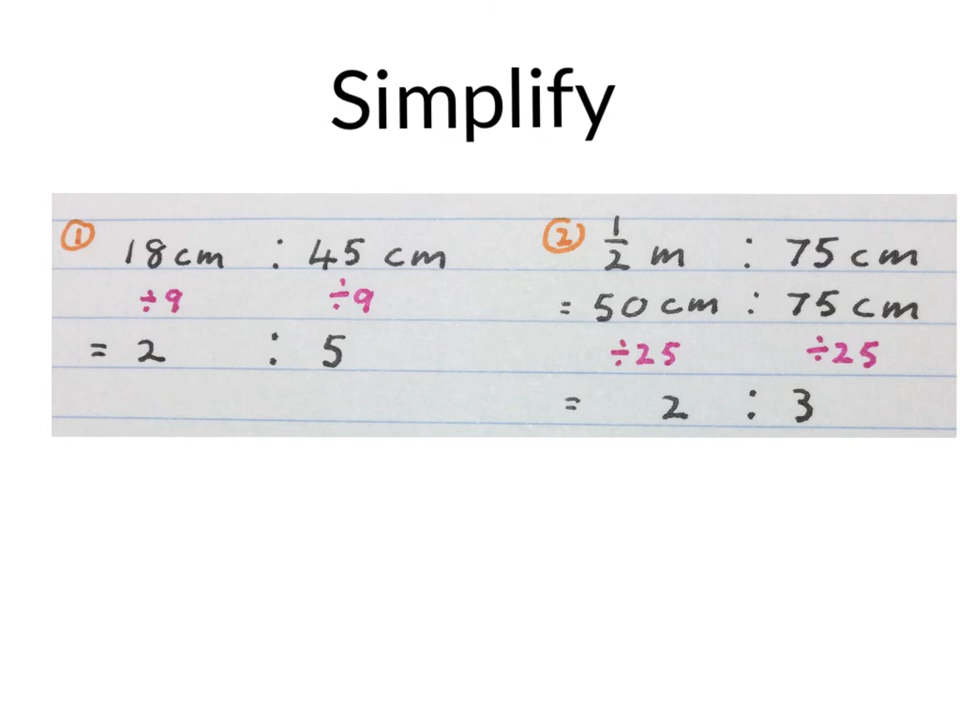 Simplify
① 18cm : 45 cm
÷9 ÷9
= 2 : 5
② 1/2 m : 75 cm
= 50 cm : 75 cm
÷25 ÷25
= 2 : 3